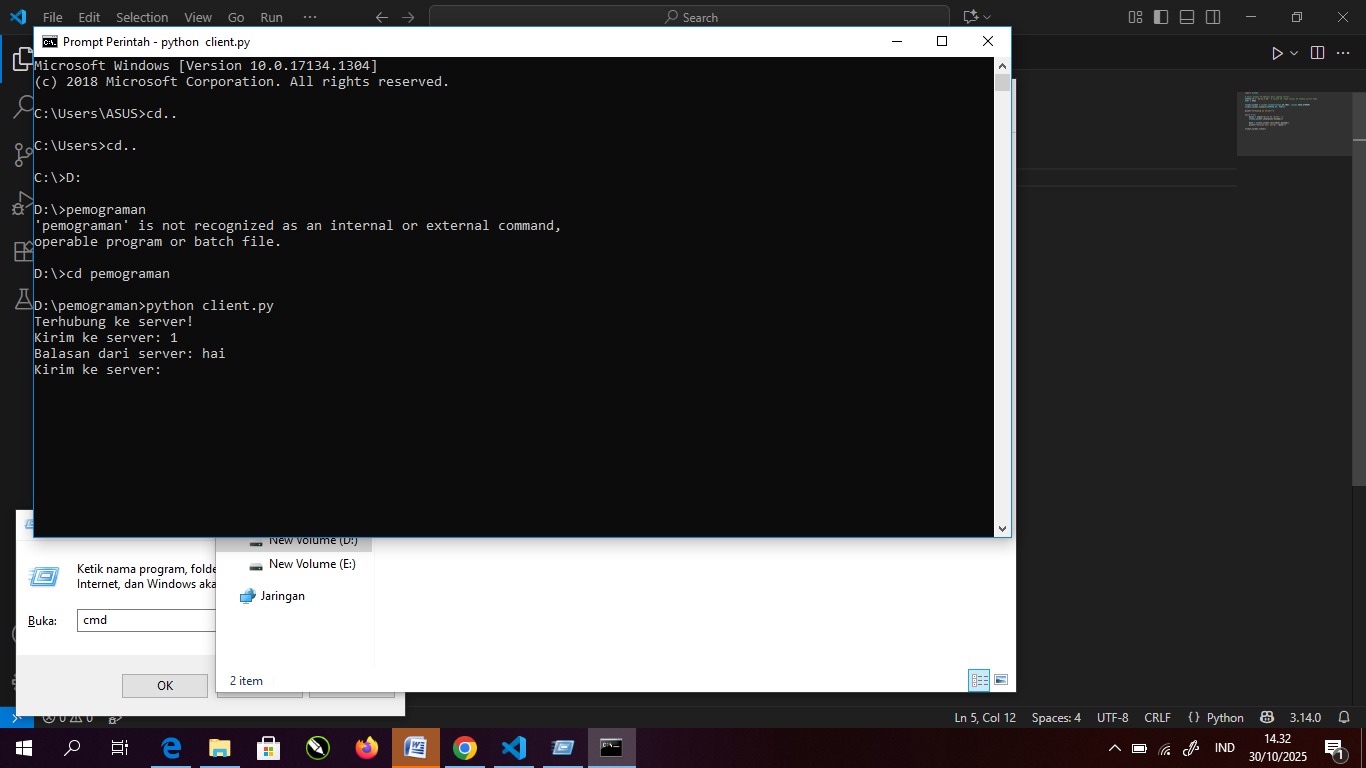 File Edit Selection View Go Run ···
Search
Prompt Perintah - python  client.py
Microsoft Windows [Version 10.0.17134.1304]
(c) 2018 Microsoft Corporation. All rights reserved.
C:\Users\ASUS>cd..
C:\Users>cd..
C:\>D:
D:\>pemograman
'pemograman' is not recognized as an internal or external command,
operable program or batch file.
D:\>cd pemograman
D:\pemograman>python client.py
Terhubung ke server!
Kirim ke server: 1
Balasan dari server: hai
Kirim ke server:
New Volume (D:)
New Volume (E:)
Jaringan
2 item
Ketik nama program, folde
Internet, dan Windows aka
Buka: cmd
OK
0 0
Ln 5, Col 12 Spaces: 4 UTF-8 CRLF {} Python 3.14.0
IND
14.32
30/10/2025
1